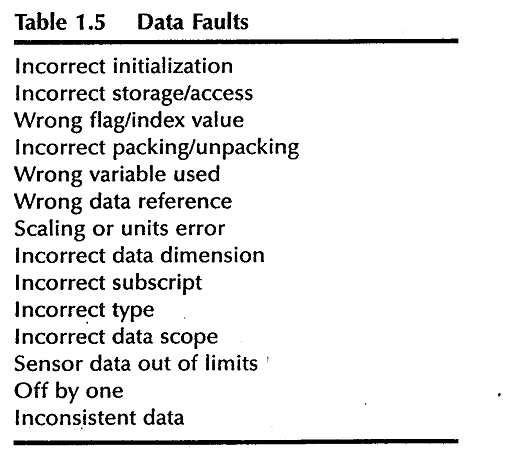 Table 1.5 Data Faults
Incorrect initialization
Incorrect storage/access
Wrong flag/index value
Incorrect packing/unpacking
Wrong variable used
Wrong data reference
Scaling or units error
Incorrect data dimension
Incorrect subscript
Incorrect type
Incorrect data scope
Sensor data out of limits
Off by one
Inconsistent data